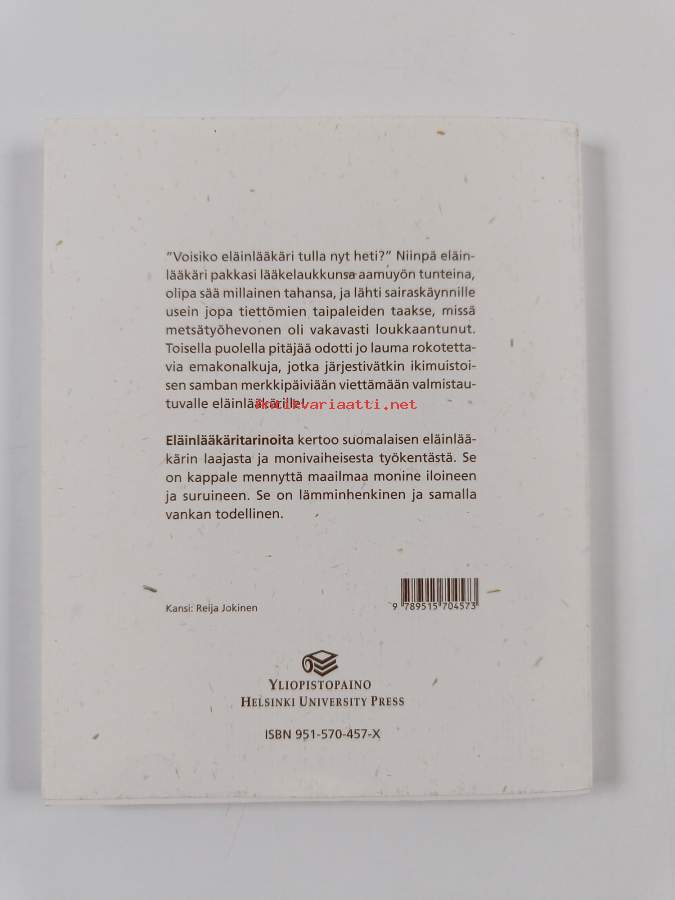 ”Voisiko eläinlääkäri tulla nyt heti?” Niinpä eläin-
lääkäri pakkasi lääkelaukkunsa aamuyön tunteina,
olipa sää millainen tahansa, ja lähti sairaskäynnille
usein jopa tiettömien taipaleiden taakse, missä
metsätyöhevonen oli vakavasti loukkaantunut.
Toisella puolella pitäjää odotti jo lauma rokotetta-
via emakonalkuja, jotka järjestivätkin ikimuistoi-
sen samban merkkipäiviään viettämään valmistau-
tuvalle eläinlääkärille!
Antikvariaatti.net
Eläinlääkäritarinoita kertoo suomalaisen eläinlää-
kärin laajasta ja monivaiheisesta työkentästä. Se
on kappale mennyttä maailmaa monine iloineen
ja suruineen. Se on lämminhenkinen ja samalla
vankan todellinen.
Kansi: Reija Jokinen
9 789515 704573
YLIOPISTOPAINO
HELSINKI UNIVERSITY PRESS
ISBN 951-570-457-X